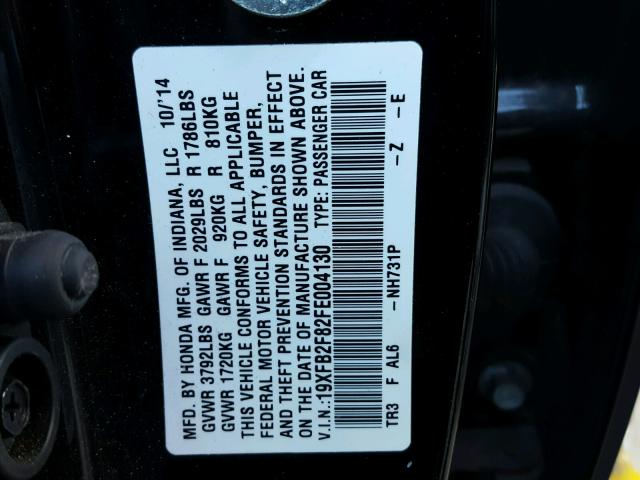 MFD. BY HONDA MFG. OF INDIANA, LLC 10/'14
GVWR 3792LBS GAWR F 2029LBS R 1786LBS
GVWR 1720KG GAWR F 920KG R 810KG
THIS VEHICLE CONFORMS TO ALL APPLICABLE
FEDERAL MOTOR VEHICLE SAFETY, BUMPER,
AND THEFT PREVENTION STANDARDS IN EFFECT
ON THE DATE OF MANUFACTURE SHOWN ABOVE.
V.I.N.:19XFB2F82FE004130 TYPE: PASSENGER CAR
TR3 F AL6 -NH731P -Z -E